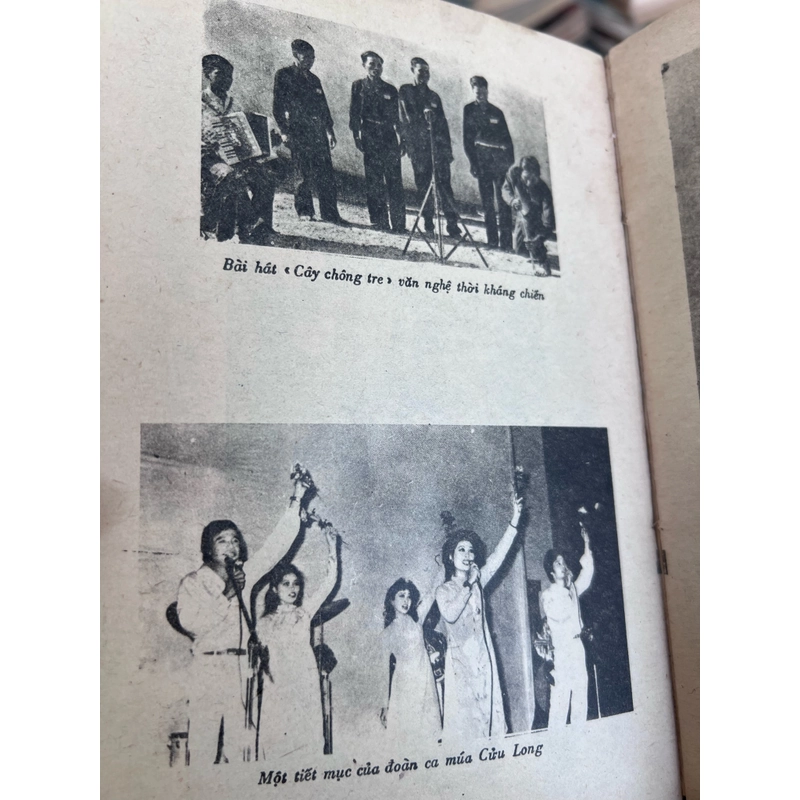 Bài hát « Cây chông tre » văn nghệ thời kháng chiến
Một tiết mục của đoàn ca múa Cửu Long